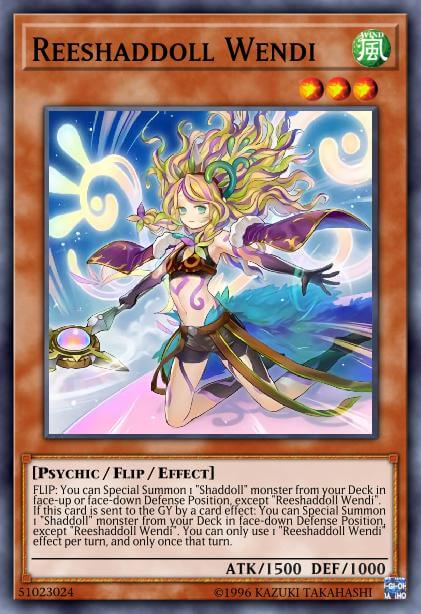 Reeshaddoll Wendi
WIND
風
[Psychic / Flip / Effect]
FLIP: You can Special Summon 1 "Shaddoll" monster from your Deck in
face-up or face-down Defense Position, except "Reeshaddoll Wendi".
If this card is sent to the GY by a card effect: You can Special Summon
1 "Shaddoll" monster from your Deck in face-down Defense Position,
except "Reeshaddoll Wendi". You can only use 1 "Reeshaddoll Wendi"
effect per turn, and only once that turn.
ATK/1500 DEF/1000
51023024
©1996 KAZUKI TAKAHASHI